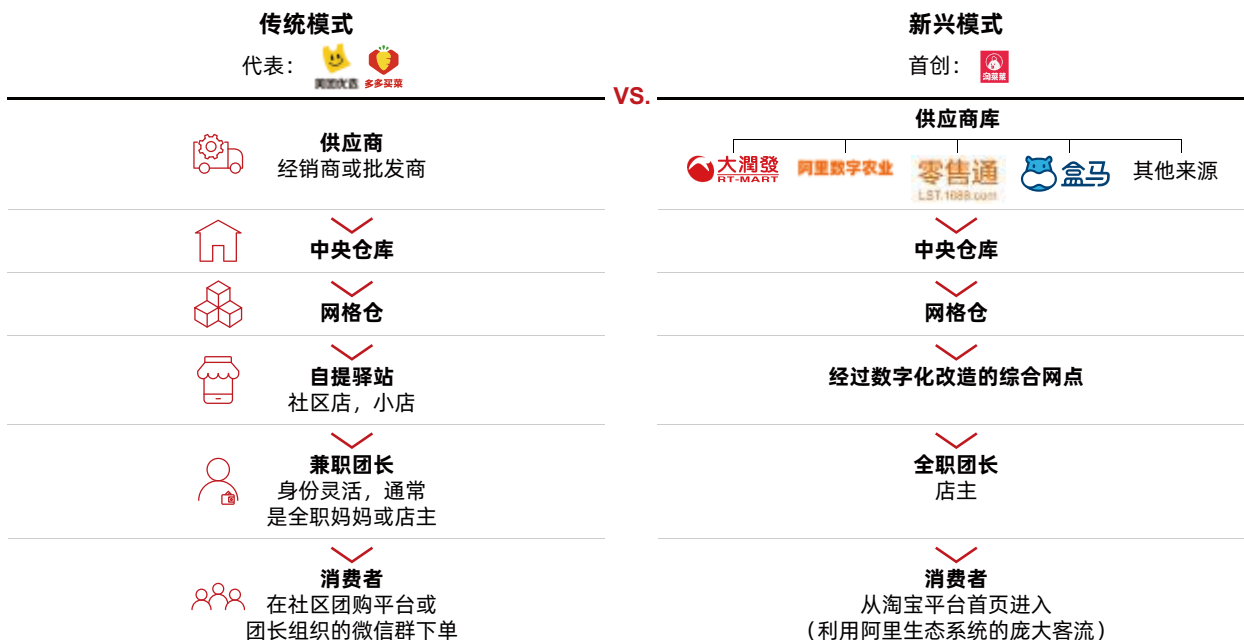 传统模式
代表：
美团优选 多多买菜
VS.
新兴模式
首创：
淘菜菜
供应商
经销商或批发商
中央仓库
网格仓
自提驿站
社区店，小店
兼职团长
身份灵活，通常
是全职妈妈或店主
消费者
在社区团购平台或
团长组织的微信群下单
供应商库
大潤發
RT-MART
阿里数字农业
零售通
LST.1688.com
盒马
其他来源
中央仓库
网格仓
经过数字化改造的综合网点
全职团长
店主
消费者
从淘宝平台首页进入
（利用阿里生态系统的庞大客流）